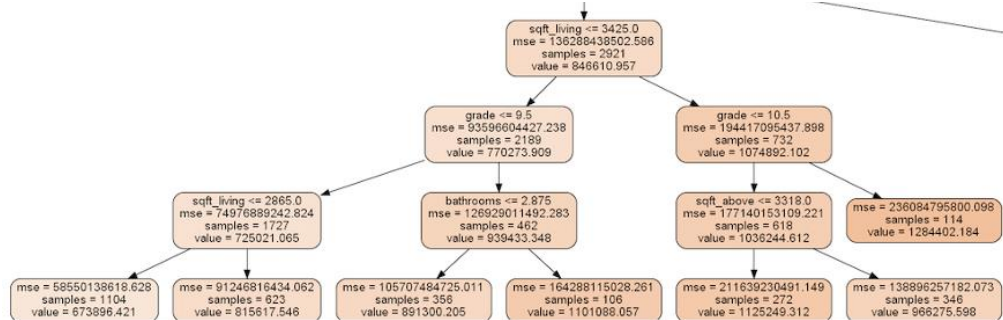 sqft_living <= 3425.0
mse = 136288438502.586
samples = 2921
value = 846610.957
grade <= 9.5
mse = 93596604427.238
samples = 2189
value = 770273.909
grade <= 10.5
mse = 194417095437.898
samples = 732
value = 1074892.102
sqft_living <= 2865.0
mse = 74976889242.824
samples = 1727
value = 725021.065
bathrooms <= 2.875
mse = 126929011492.283
samples = 462
value = 939433.348
sqft_above <= 3318.0
mse = 177140153109.221
samples = 618
value = 1036244.612
mse = 236084795800.098
samples = 114
value = 1284402.184
mse = 58550138618.628
samples = 1104
value = 673896.421
mse = 91246816434.062
samples = 623
value = 815617.546
mse = 105707484725.011
samples = 356
value = 891300.205
mse = 164288115028.261
samples = 106
value = 1101088.057
mse = 211639230491.149
samples = 272
value = 1125249.312
mse = 138896257182.073
samples = 346
value = 966275.598